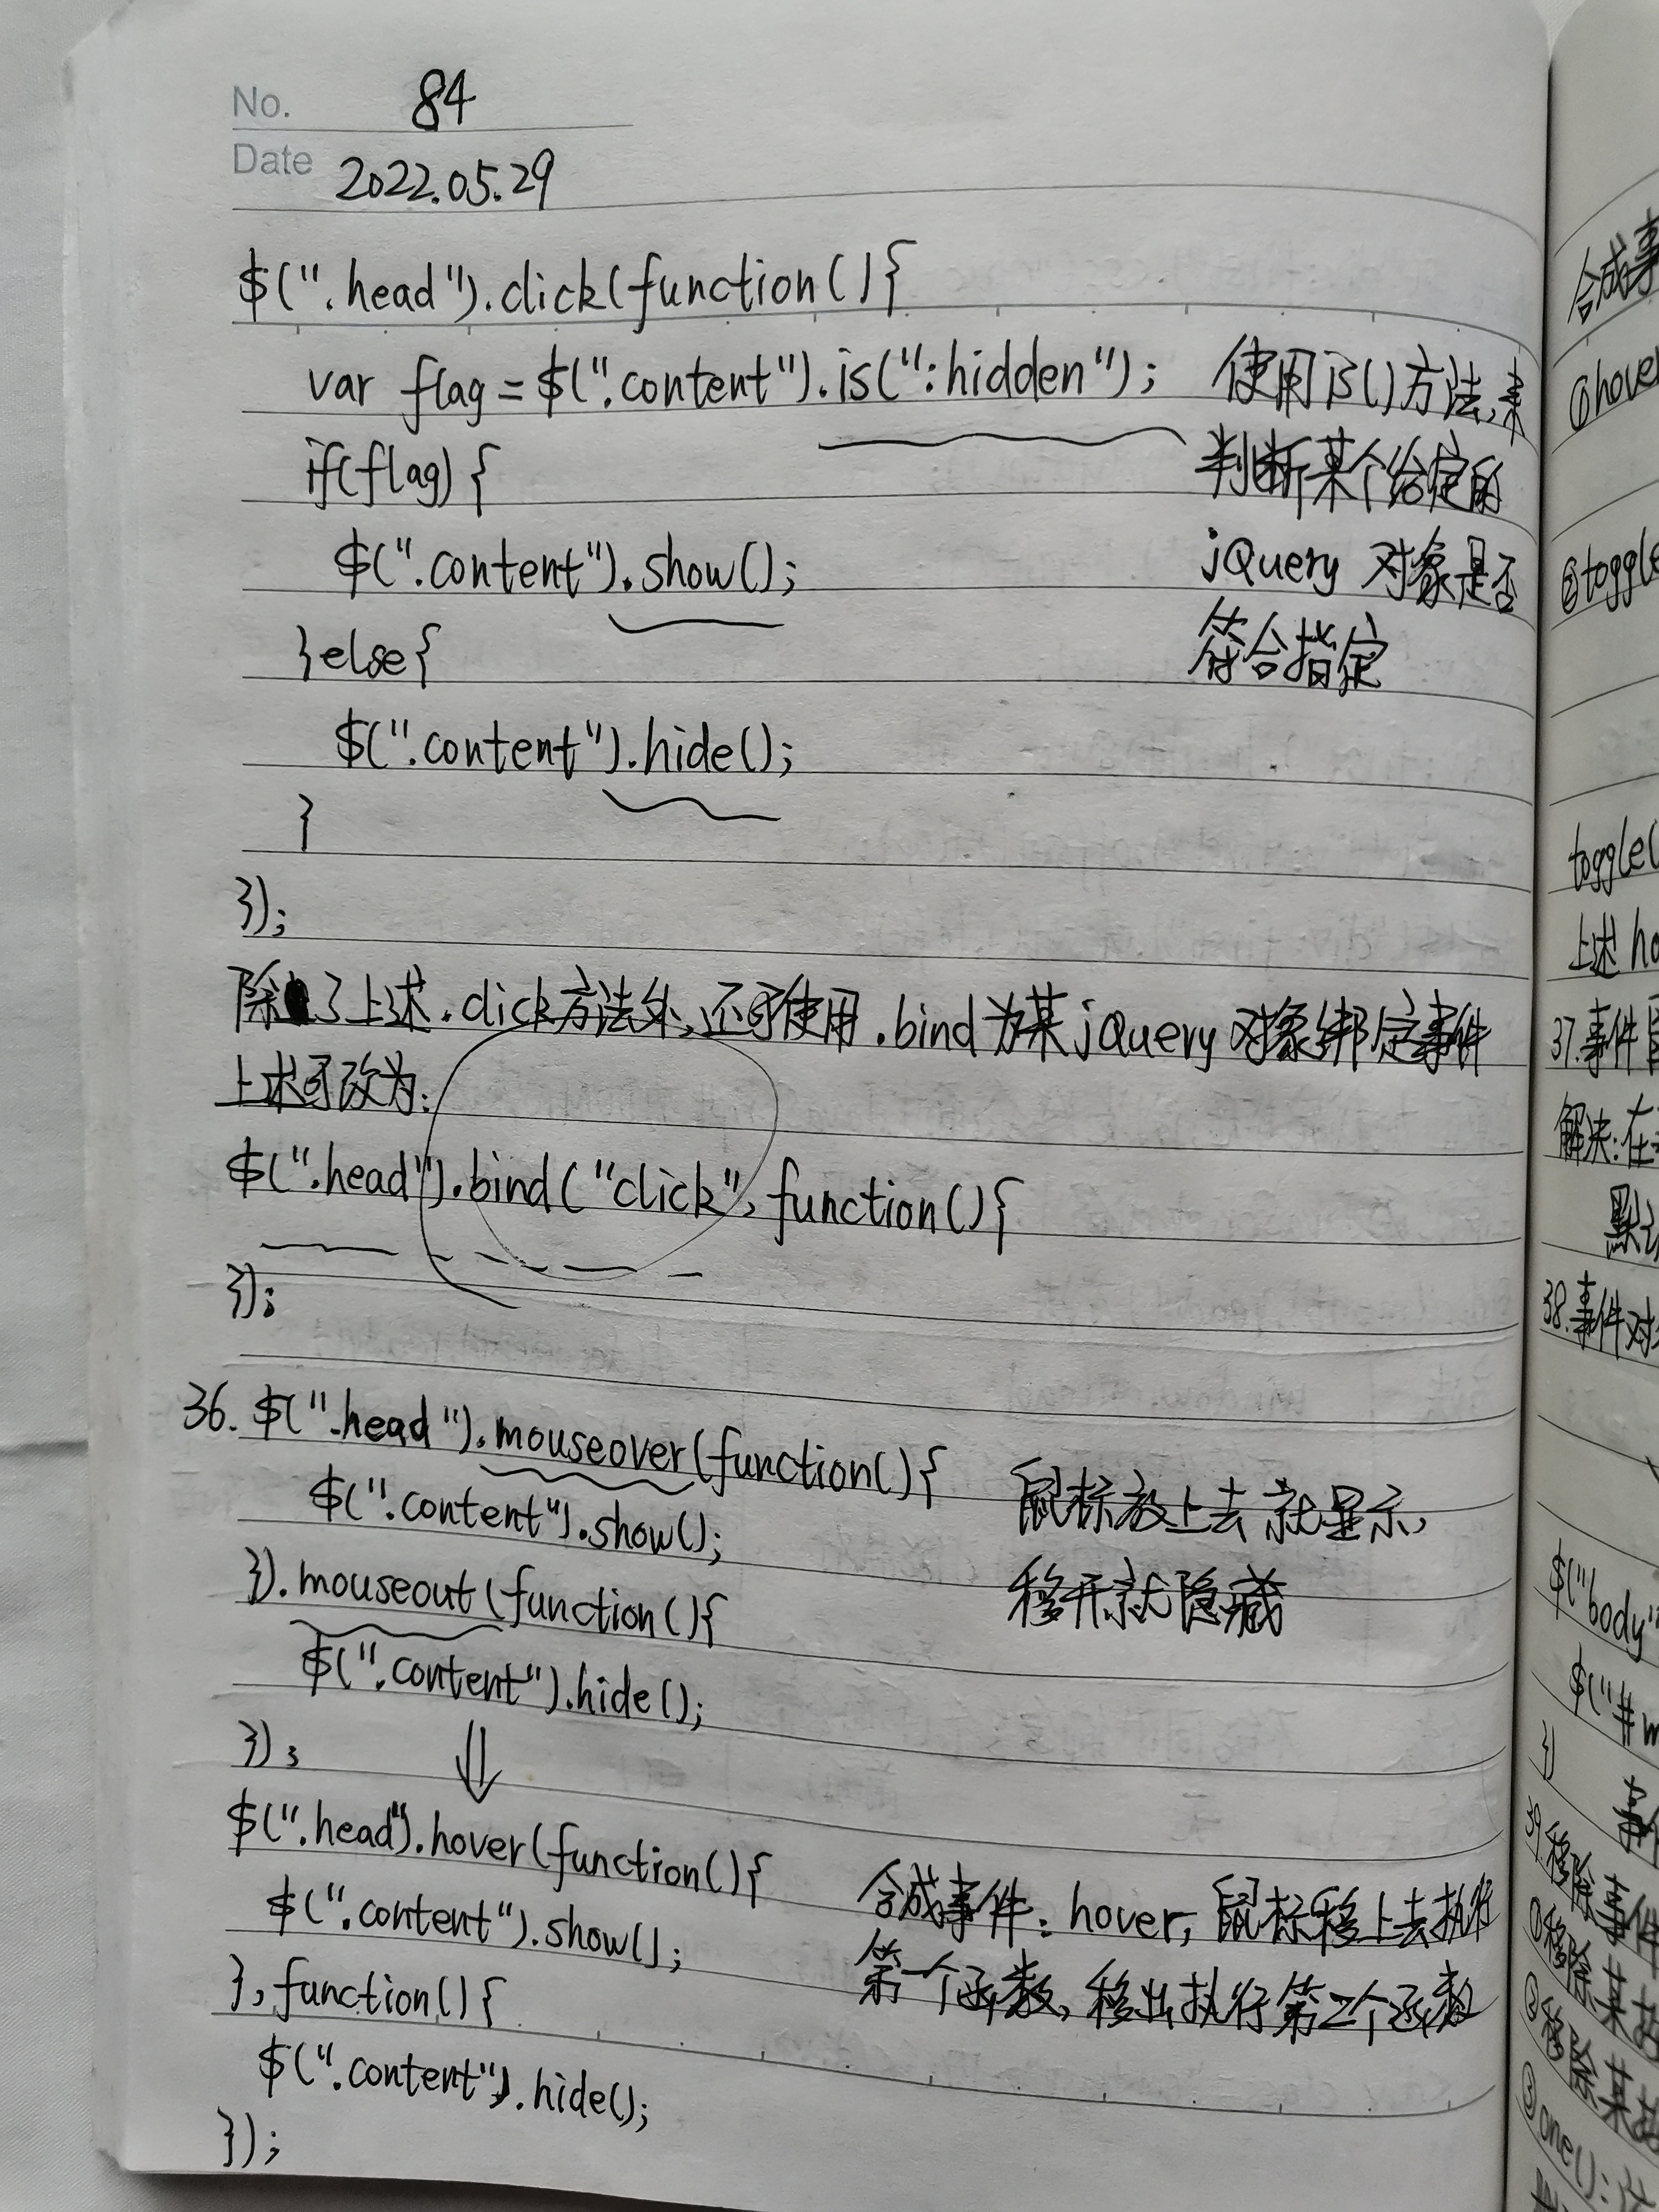 No. 84
Date 2022.05.29
$(".head").click(function(){
var flag = $(".content").is(":hidden"); 使用is()方法,来
if(flag){ 判断某个给定的
$(".content").show(); jQuery 对象是否
}else{ 符合指定
$(".content").hide();
}
});
除了上述.click方法外,还可使用.bind为某jQuery对象绑定事件
上述可改为:
$(".head").bind("click", function(){
});
36. $(".head").mouseover(function(){
$(".content").show(); 鼠标放上去就显示,
}).mouseout(function(){ 移开就隐藏
$(".content").hide();
});
⇓
$(".head").hover(function(){
$(".content").show(); 合成事件: hover, 鼠标移上去执行
},function(){ 第一个函数,移出执行第二个函数
$(".content").hide();
});
合成事
①hover
②toggle
toggle(
上述 ho
37.事件
解决:在
默认
38.事件对
$("body"
$("#m
})
39.移除事件
①移除某
②移除某
③one():